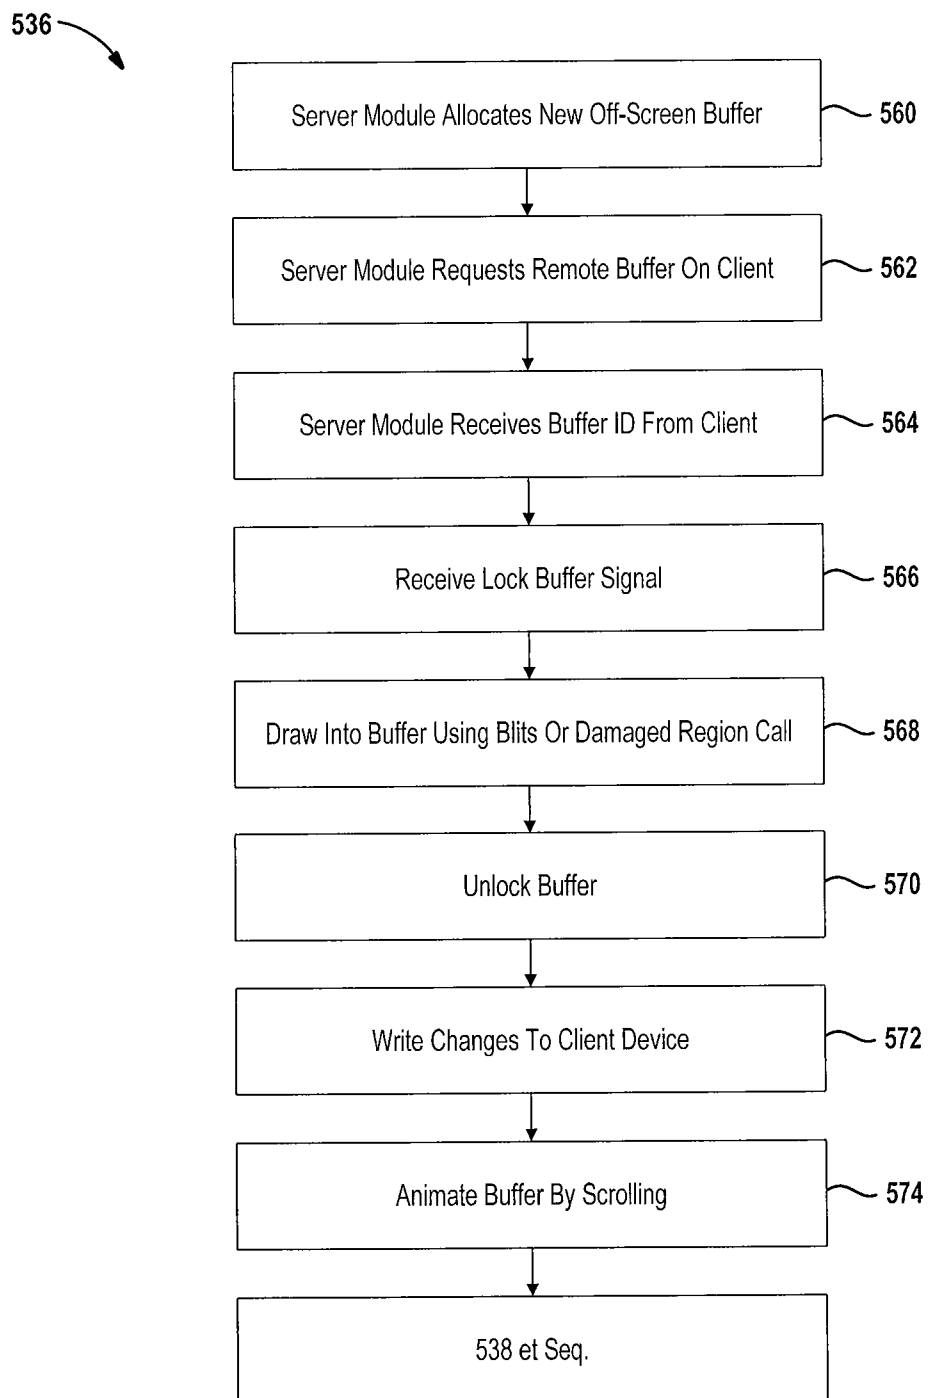 536
Server Module Allocates New Off-Screen Buffer
560
Server Module Requests Remote Buffer On Client
562
Server Module Receives Buffer ID From Client
564
Receive Lock Buffer Signal
566
Draw Into Buffer Using Blits Or Damaged Region Call
568
Unlock Buffer
570
Write Changes To Client Device
572
Animate Buffer By Scrolling
574
538 et Seq.